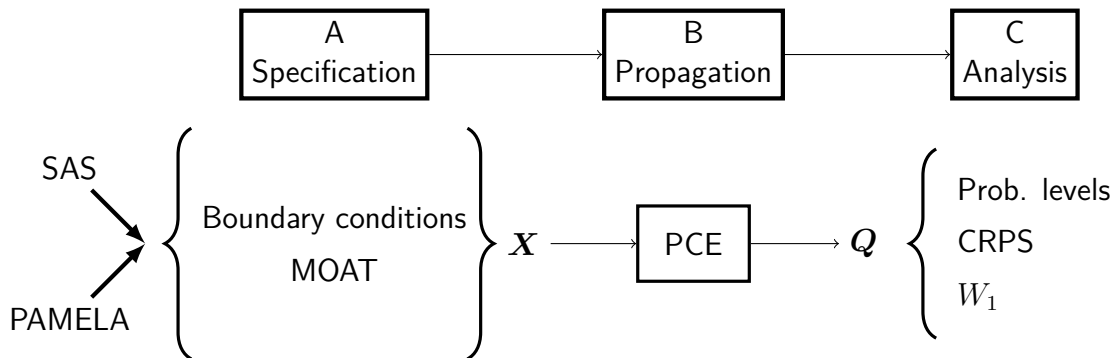 A
Specification
B
Propagation
C
Analysis
SAS
PAMELA
Boundary conditions
MOAT
X
PCE
Q
Prob. levels
CRPS
W₁